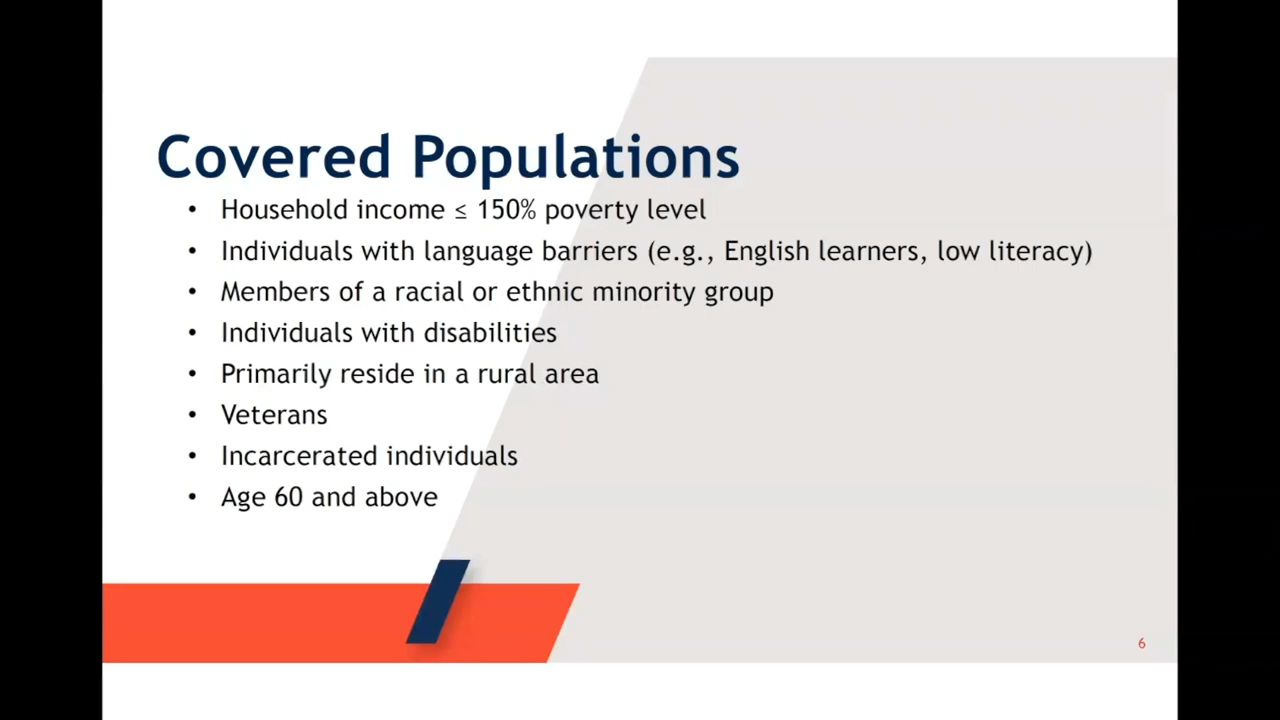 Covered Populations
• Household income ≤ 150% poverty level
• Individuals with language barriers (e.g., English learners, low literacy)
• Members of a racial or ethnic minority group
• Individuals with disabilities
• Primarily reside in a rural area
• Veterans
• Incarcerated individuals
• Age 60 and above
6